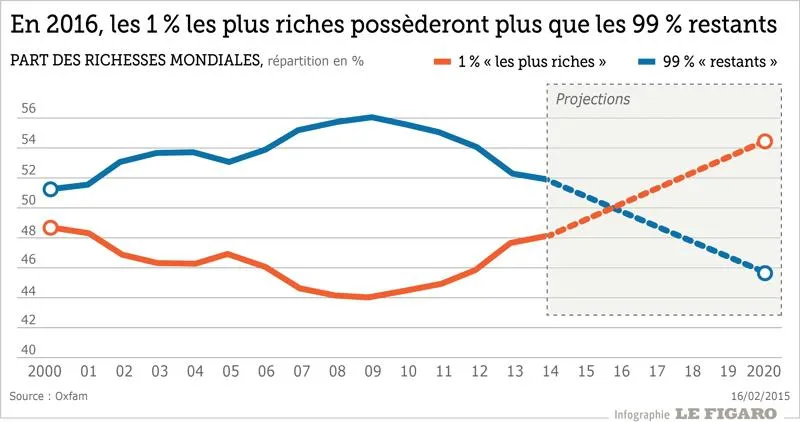 En 2016, les 1 % les plus riches possèderont plus que les 99 % restants
PART DES RICHESSES MONDIALES, répartition en %
1 % « les plus riches »
99 % « restants »
Projections
56
54
52
50
48
46
44
42
40
2000 01 02 03 04 05 06 07 08 09 10 11 12 13 14 15 16 17 18 19 2020
Source : Oxfam
16/02/2015
Infographie LE FIGARO